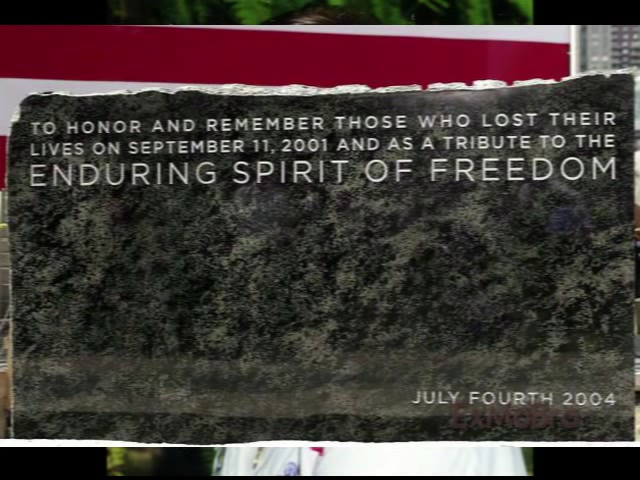 TO HONOR AND REMEMBER THOSE WHO LOST THEIR
LIVES ON SEPTEMBER 11, 2001 AND AS A TRIBUTE TO THE
ENDURING SPIRIT OF FREEDOM
JULY FOURTH 2004